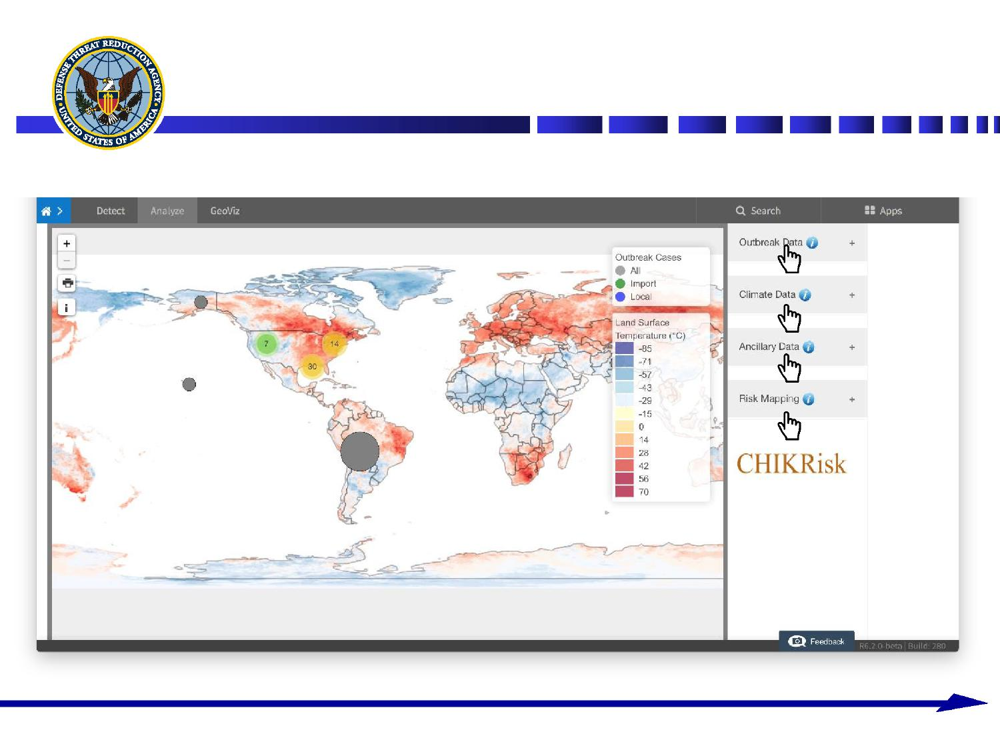 DEFENSE THREAT REDUCTION AGENCY
UNITED STATES OF AMERICA
Detect
Analyze
GeoViz
Search
Apps
+
−
i
7
14
30
Outbreak Cases
All
Import
Local
Land Surface
Temperature (°C)
-85
-71
-57
-43
-29
-15
0
14
28
42
56
70
Outbreak Data i +
Climate Data i +
Ancillary Data i +
Risk Mapping i +
CHIKRisk
Feedback
R6.2.0-beta | Build: 280